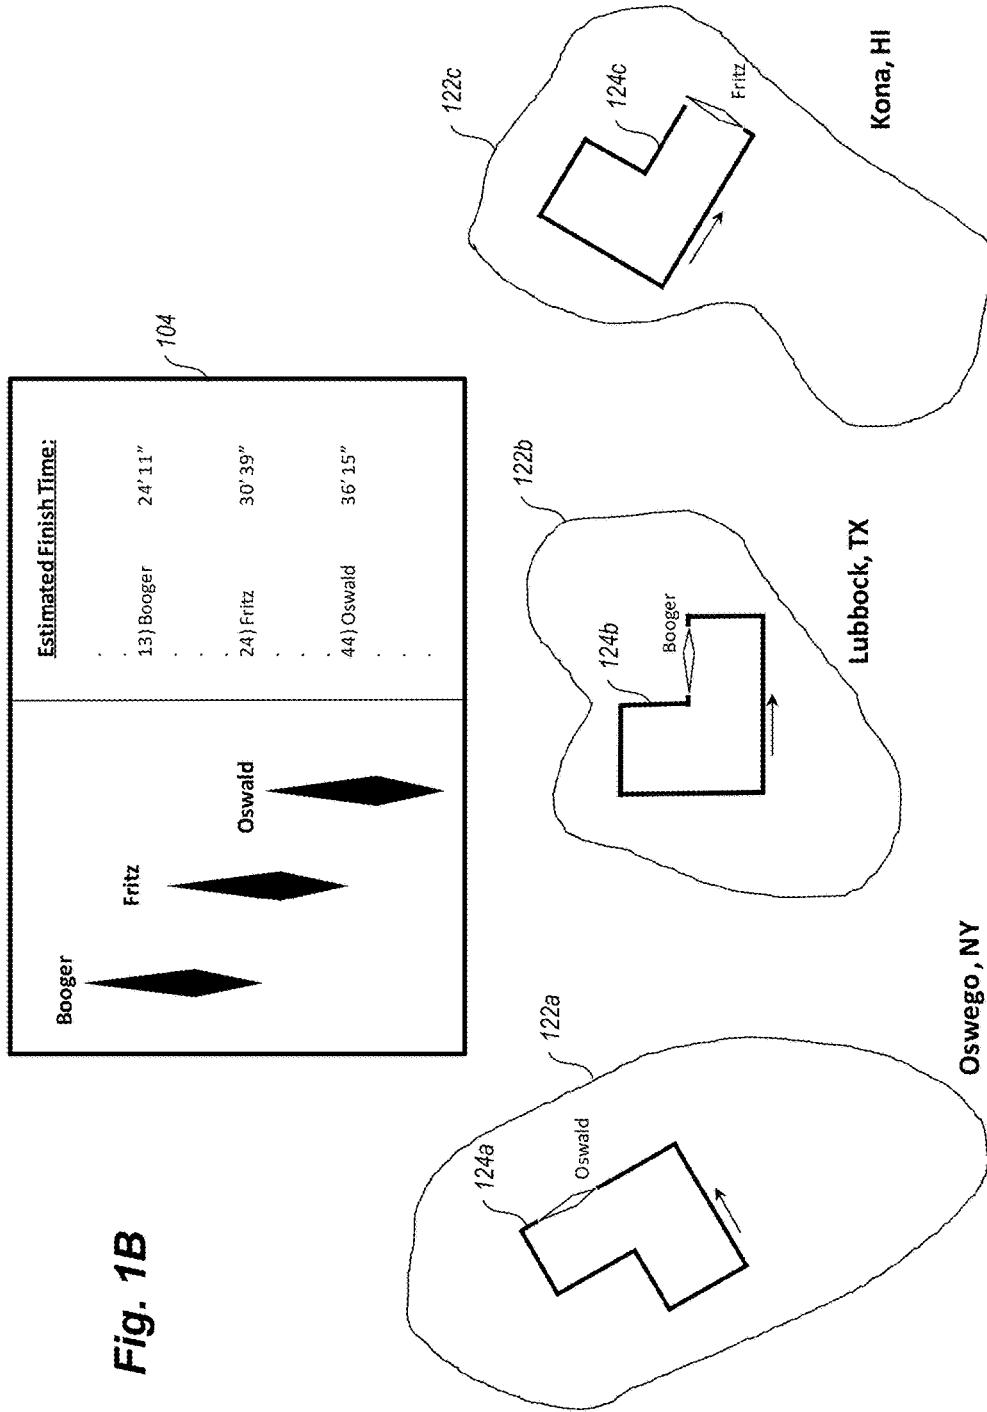 Fig. 1B
104
Booger
Fritz
Oswald
Estimated Finish Time:
13) Booger 24'11"
24) Fritz 30'39"
44) Oswald 36'15"
122a
124a
Oswald
Oswego, NY
122b
124b
Booger
Lubbock, TX
122c
124c
Fritz
Kona, HI